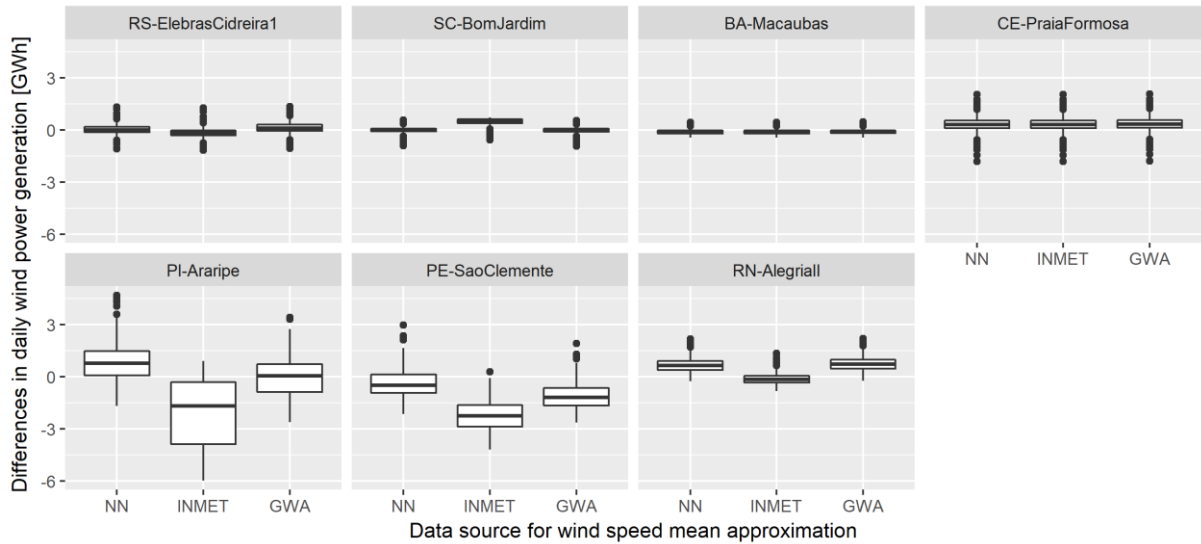 Differences in daily wind power generation [GWh]
RS-ElebrasCidreira1
SC-BomJardim
BA-Macaubas
CE-PraiaFormosa
3
0
-3
-6
NN INMET GWA
PI-Araripe
PE-SaoClemente
RN-AlegriaII
3
0
-3
-6
NN INMET GWA
NN INMET GWA
NN INMET GWA
Data source for wind speed mean approximation